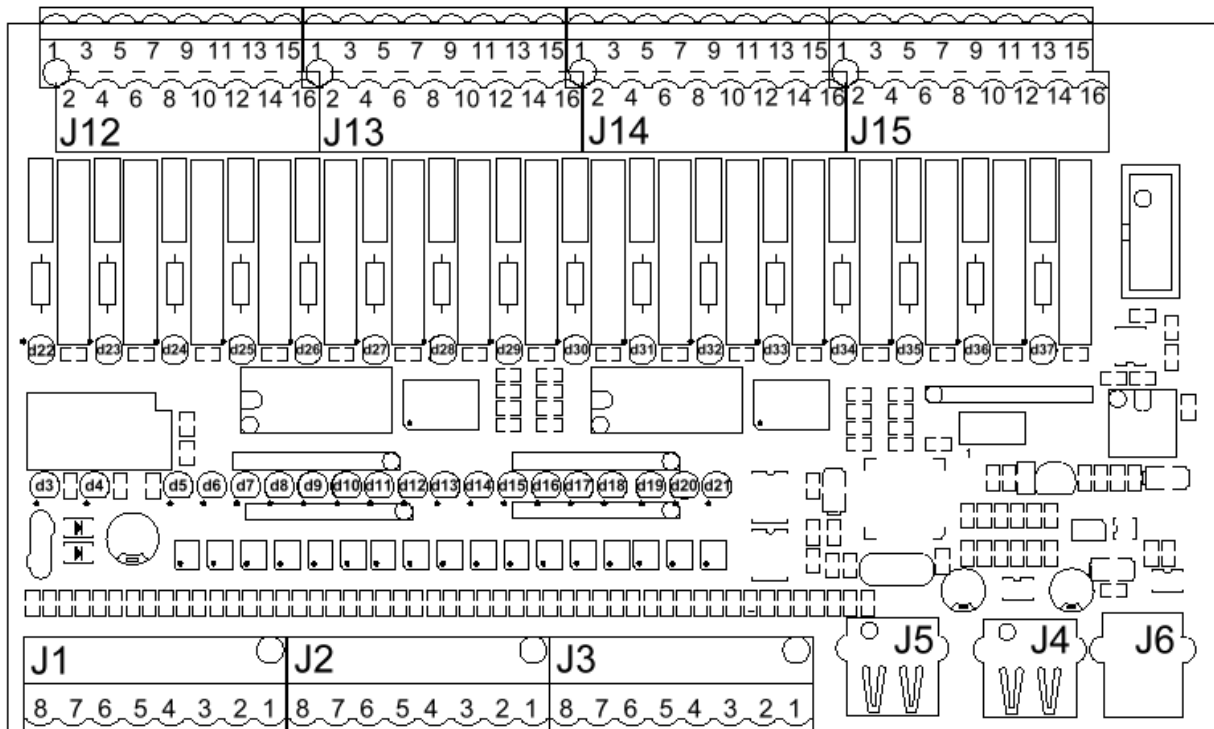 1 3 5 7 9 11 13 15 1 3 5 7 9 11 13 15 1 3 5 7 9 11 13 15 1 3 5 7 9 11 13 15
2 4 6 8 10 12 14 16 2 4 6 8 10 12 14 16 2 4 6 8 10 12 14 16 2 4 6 8 10 12 14 16
J12 J13 J14 J15
d22 d23 d24 d25 d26 d27 d28 d29 d30 d31 d32 d33 d34 d35 d36 d37
1
d3 d4 d5 d6 d7 d8 d9 d10 d11 d12 d13 d14 d15 d16 d17 d18 d19 d20 d21
J1 J2 J3 J5 J4 J6
8 7 6 5 4 3 2 1 8 7 6 5 4 3 2 1 8 7 6 5 4 3 2 1